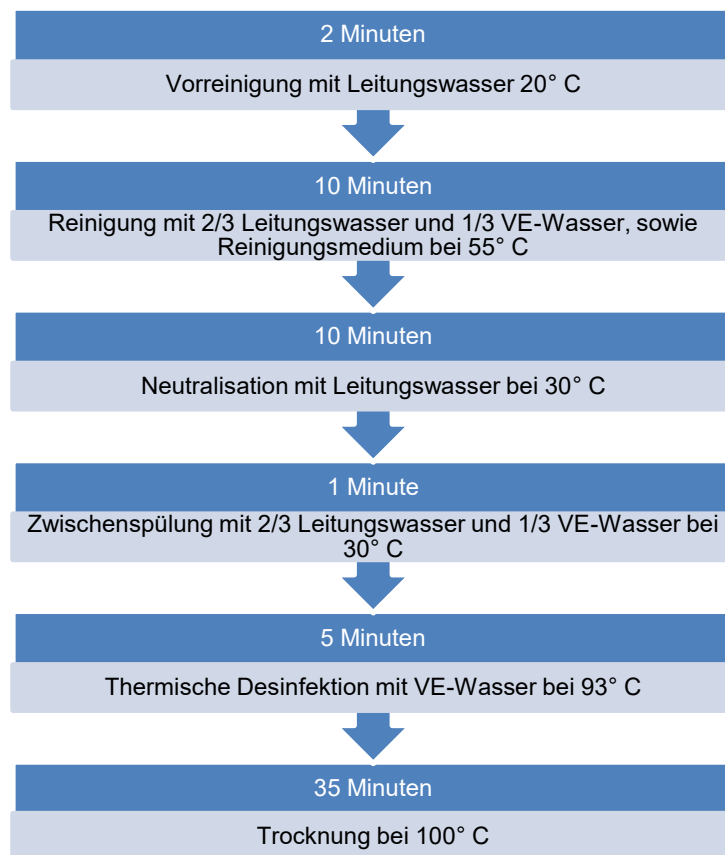 2 Minuten
Vorreinigung mit Leitungswasser 20° C
10 Minuten
Reinigung mit 2/3 Leitungswasser und 1/3 VE-Wasser, sowie
Reinigungsmedium bei 55° C
10 Minuten
Neutralisation mit Leitungswasser bei 30° C
1 Minute
Zwischenspülung mit 2/3 Leitungswasser und 1/3 VE-Wasser bei
30° C
5 Minuten
Thermische Desinfektion mit VE-Wasser bei 93° C
35 Minuten
Trocknung bei 100° C